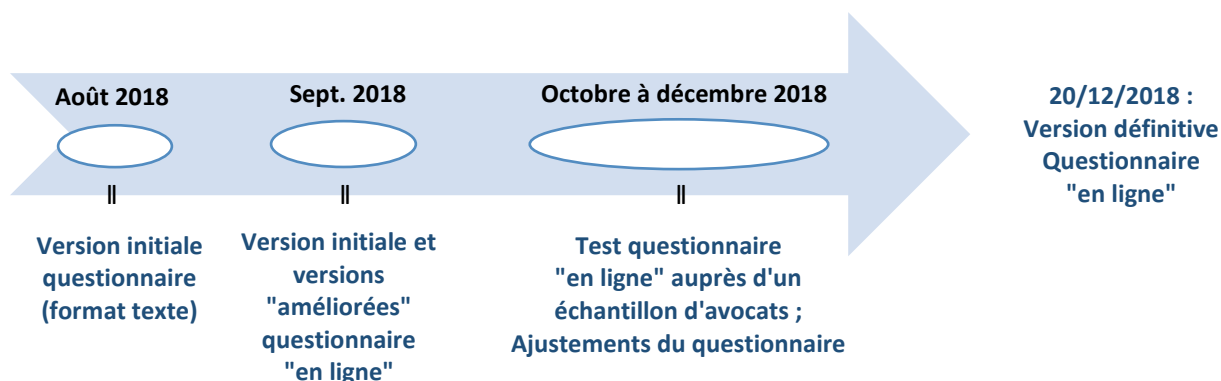 Août 2018
Sept. 2018
Octobre à décembre 2018
20/12/2018 :
Version définitive
Questionnaire
"en ligne"
Version initiale
questionnaire
(format texte)
Version initiale et
versions
"améliorées"
questionnaire
"en ligne"
Test questionnaire
"en ligne" auprès d'un
échantillon d'avocats ;
Ajustements du questionnaire